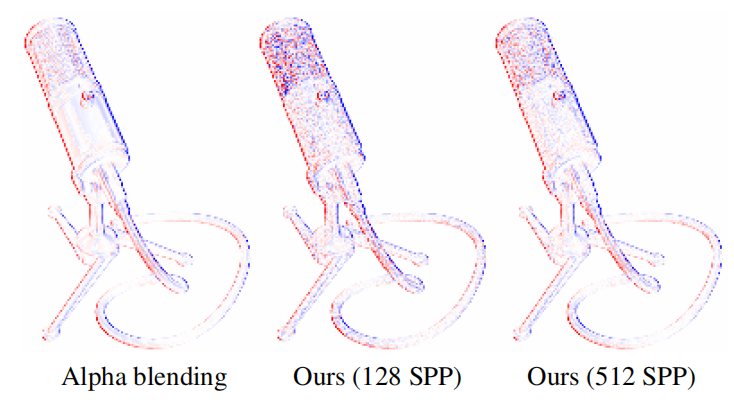 Alpha blending
Ours (128 SPP)
Ours (512 SPP)